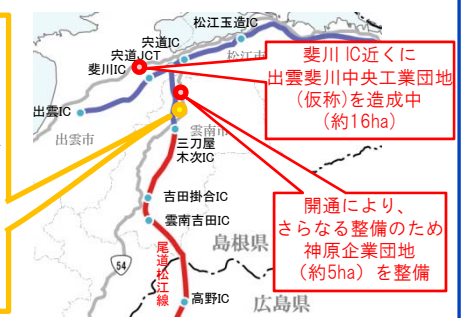 松江玉造IC
宍道IC
宍道JCT
松江市
斐川IC
出雲IC
出雲市
雲南市
三刀屋
木次IC
吉田掛合IC
雲南吉田IC
尾道松江線
島根県
54
高野IC
広島県
斐川IC近くに
出雲斐川中央工業団地
(仮称)を造成中
(約16ha)
開通により、
さらなる整備のため
神原企業団地
(約5ha)を整備